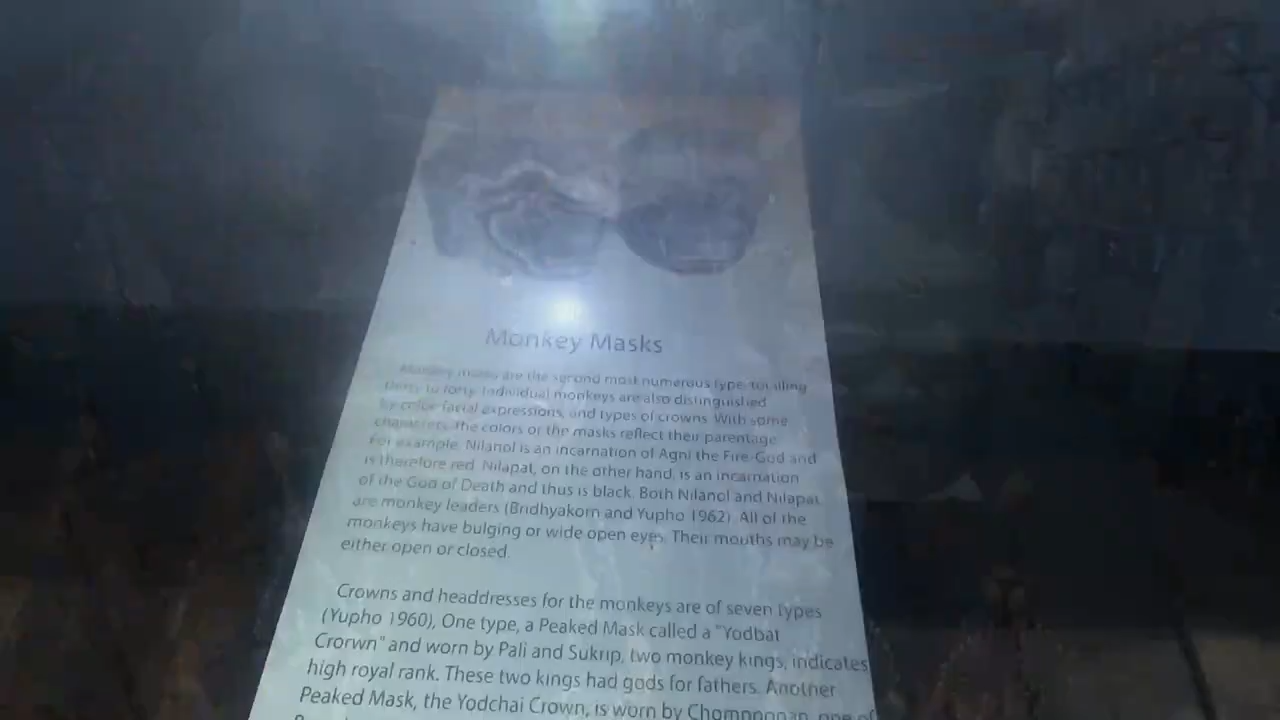 Monkey Masks
Monkey masks are the second most numerous type, totalling
thirty to forty. Individual monkeys are also distinguished
by color, facial expressions, and types of crowns. With some
characters, the colors or the masks reflect their parentage.
For example, Nilanol is an incarnation of Agni the Fire-God and
is therefore red. Nilapat, on the other hand, is an incarnation
of the God of Death and thus is black. Both Nilanol and Nilapat
are monkey leaders (Bridhyakorn and Yupho 1962). All of the
monkeys have bulging or wide open eyes. Their mouths may be
either open or closed.
Crowns and headdresses for the monkeys are of seven types
(Yupho 1960), One type, a Peaked Mask called a "Yodbat
Crorwn" and worn by Pali and Sukrip, two monkey kings, indicates
high royal rank. These two kings had gods for fathers. Another
Peaked Mask, the Yodchai Crown, is worn by one of